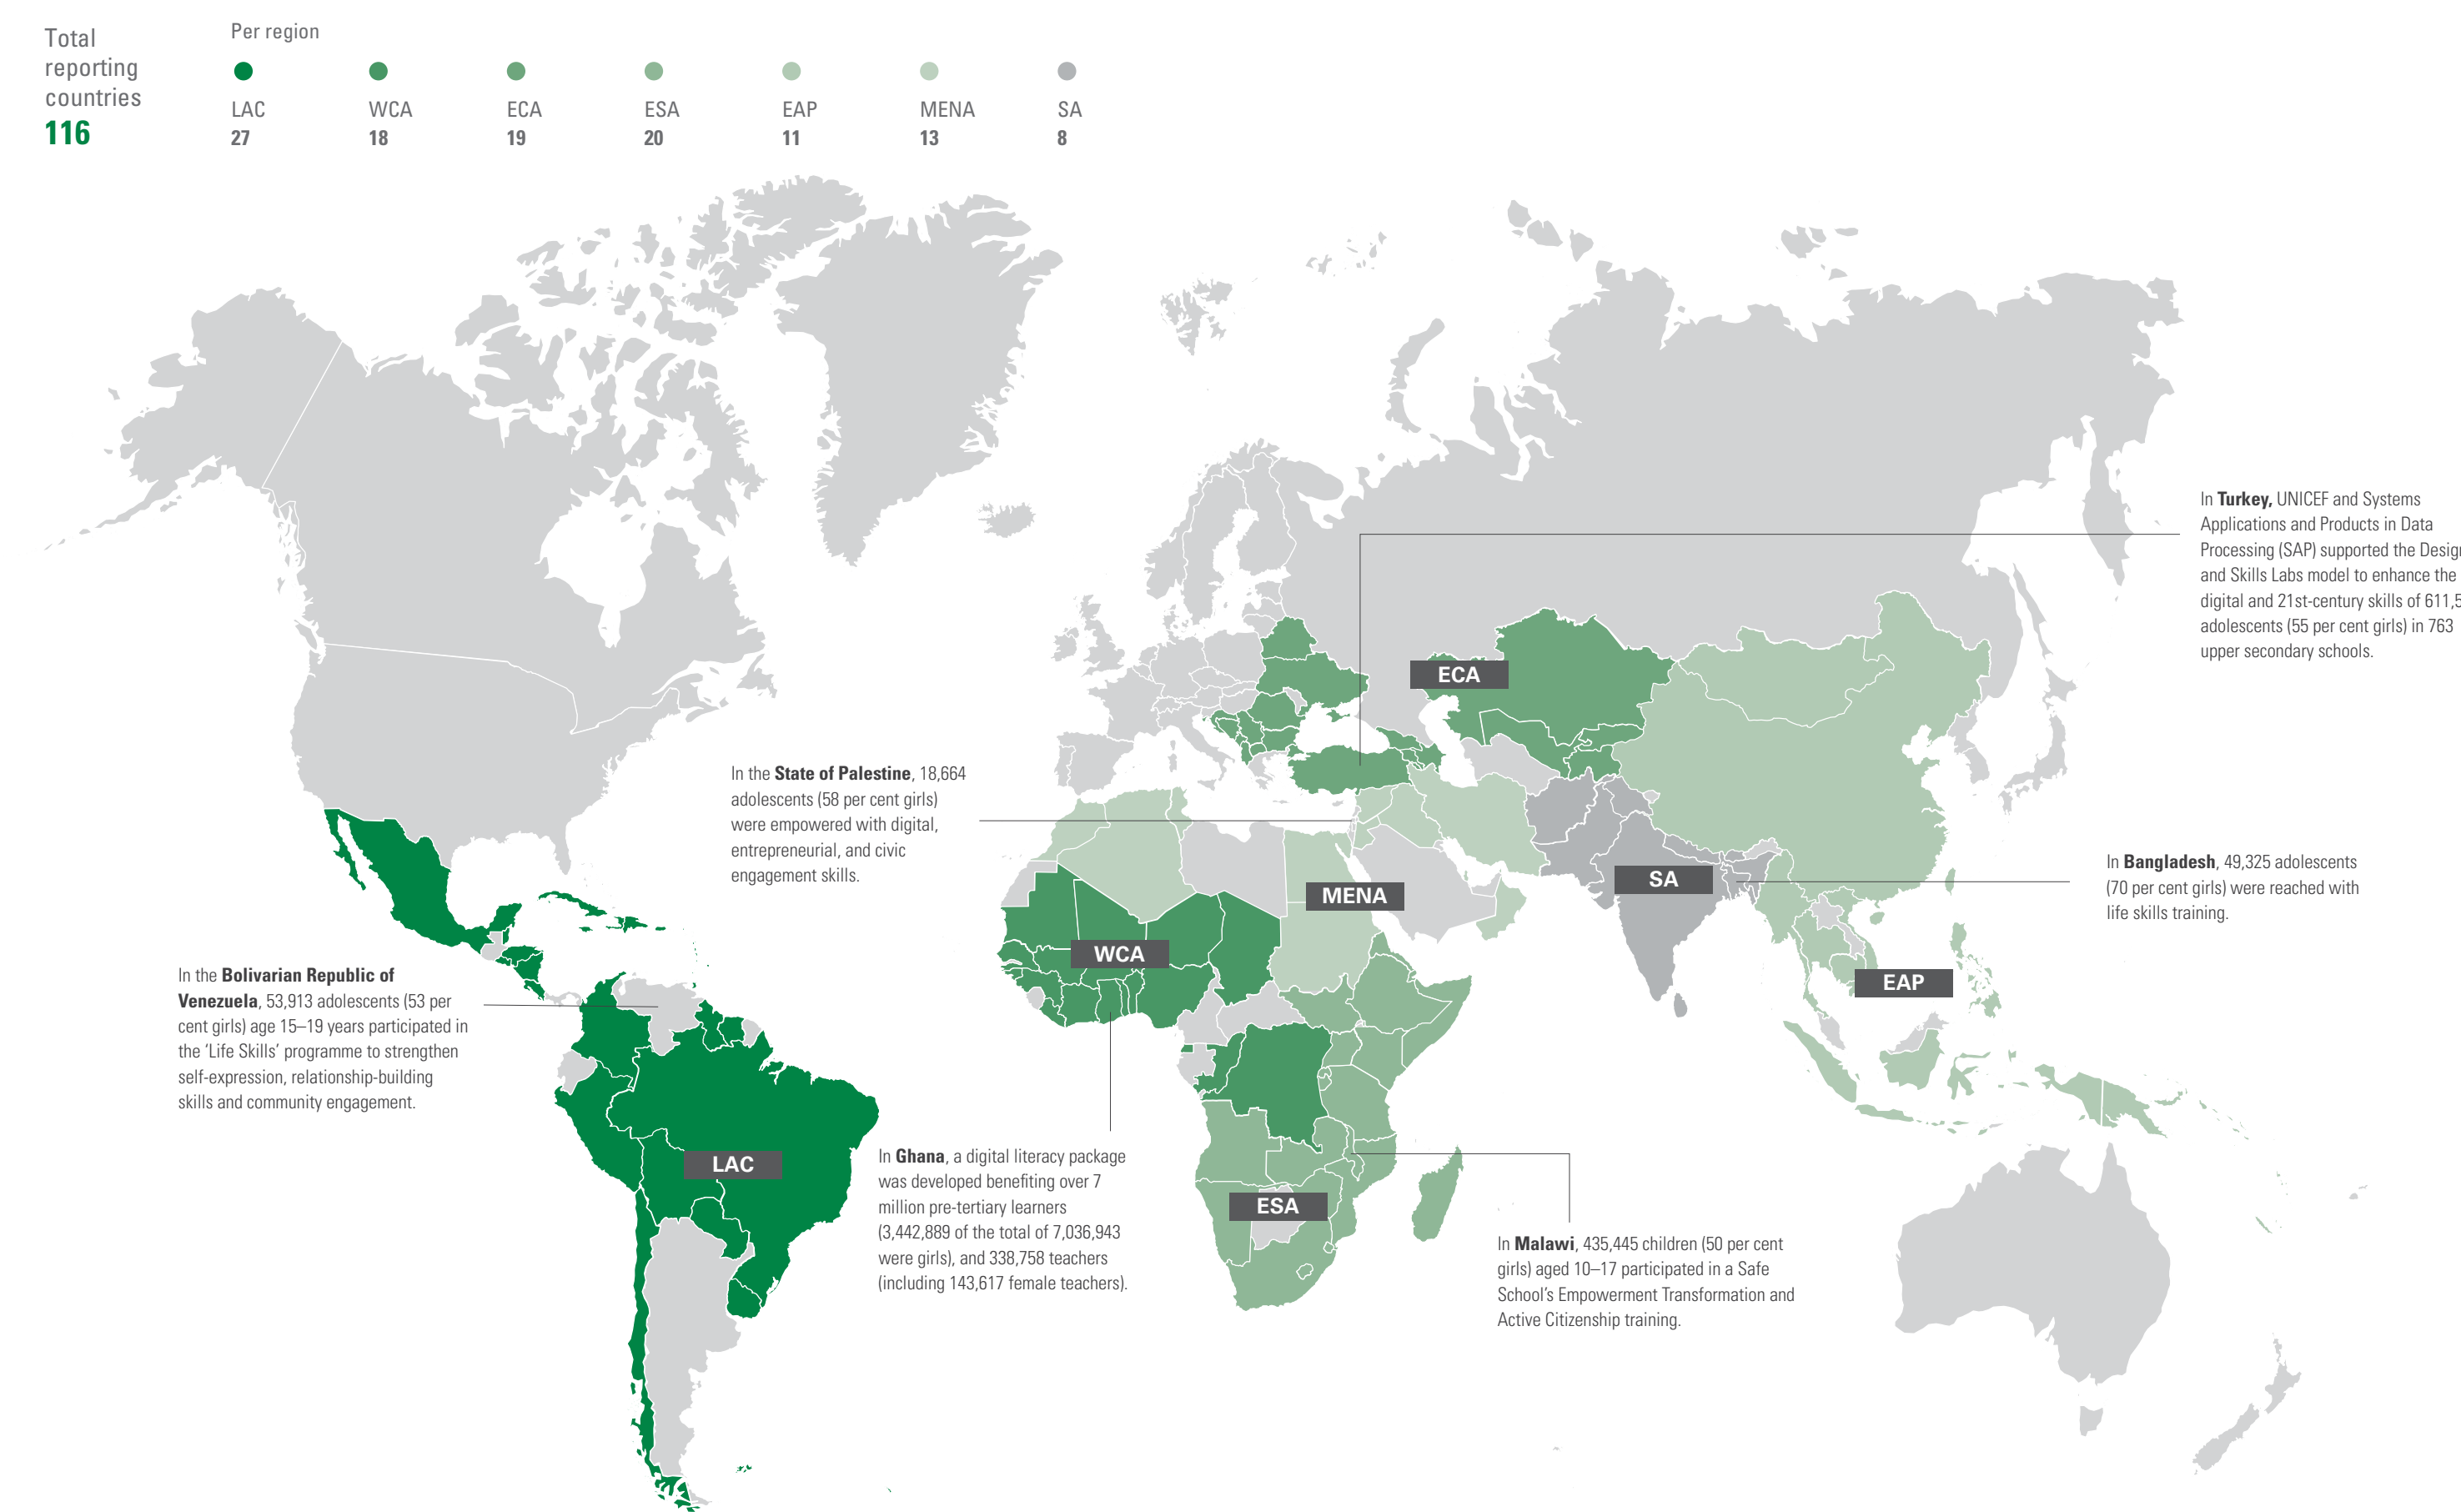 Total
reporting
countries
116
Per region
LAC
27
WCA
18
ECA
19
ESA
20
EAP
11
MENA
13
SA
8
In Turkey, UNICEF and Systems
Applications and Products in Data
Processing (SAP) supported the Design
and Skills Labs model to enhance the
digital and 21st-century skills of 611,5
adolescents (55 per cent girls) in 763
upper secondary schools.
ECA
In the State of Palestine, 18,664
adolescents (58 per cent girls)
were empowered with digital,
entrepreneurial, and civic
engagement skills.
MENA
SA
In Bangladesh, 49,325 adolescents
(70 per cent girls) were reached with
life skills training.
WCA
EAP
In the Bolivarian Republic of
Venezuela, 53,913 adolescents (53 per
cent girls) age 15–19 years participated in
the ‘Life Skills’ programme to strengthen
self-expression, relationship-building
skills and community engagement.
LAC
In Ghana, a digital literacy package
was developed benefiting over 7
million pre-tertiary learners
(3,442,889 of the total of 7,036,943
were girls), and 338,758 teachers
(including 143,617 female teachers).
ESA
In Malawi, 435,445 children (50 per cent
girls) aged 10–17 participated in a Safe
School’s Empowerment Transformation and
Active Citizenship training.